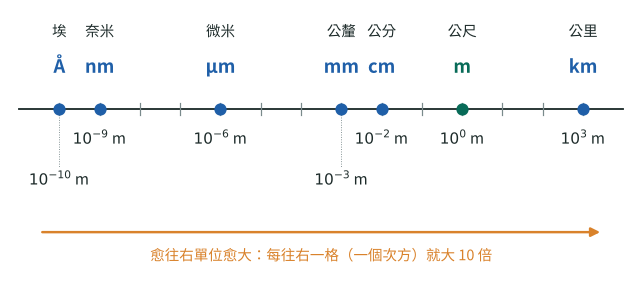 埃 奈米 微米 公釐 公分 公尺 公里
Å nm μm mm cm m km
10⁻⁹ m 10⁻⁶ m 10⁻² m 10⁰ m 10³ m
10⁻¹⁰ m 10⁻³ m
愈往右單位愈大：每往右一格（一個次方）就大 10 倍